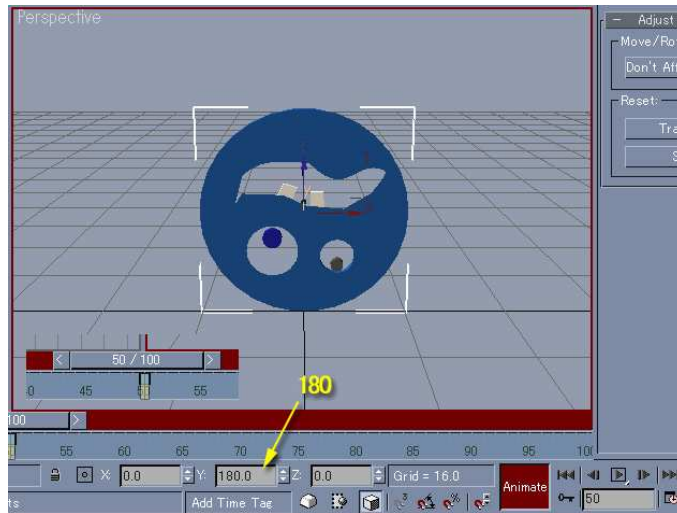 Perspective
Adjust
Move/Ro
Don't Aff
Reset:
Tra
S
50 / 100
0 45 55
180
100
55 60 65 70 75 80 85 90 95 100
X: 0.0 Y: 180.0 Z: 0.0 Grid = 16.0
Animate
ts Add Time Tag 50